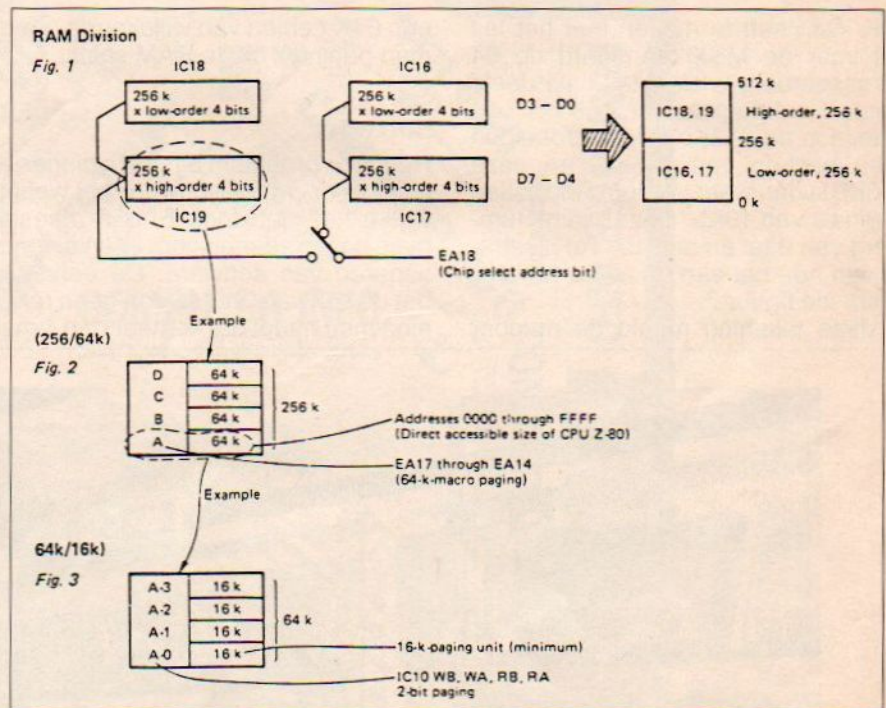 RAM Division
Fig. 1
IC18
IC16
256 k
x low-order 4 bits
256 k
x low-order 4 bits
D3 – D0
256 k
x high-order 4 bits
256 k
x high-order 4 bits
D7 – D4
IC19
IC17
EA18
(Chip select address bit)
512 k
IC18, 19
High-order, 256 k
256 k
IC16, 17
Low-order, 256 k
0 k
Example
(256/64k)
Fig. 2
D
64 k
C
64 k
B
64 k
A
64 k
256 k
Addresses 0000 through FFFF
(Direct accessible size of CPU Z-80)
EA17 through EA14
(64-k-macro paging)
Example
64k/16k)
Fig. 3
A-3
16 k
A-2
16 k
A-1
16 k
A-0
16 k
64 k
16-k-paging unit (minimum)
IC10 WB, WA, RB, RA
2-bit paging